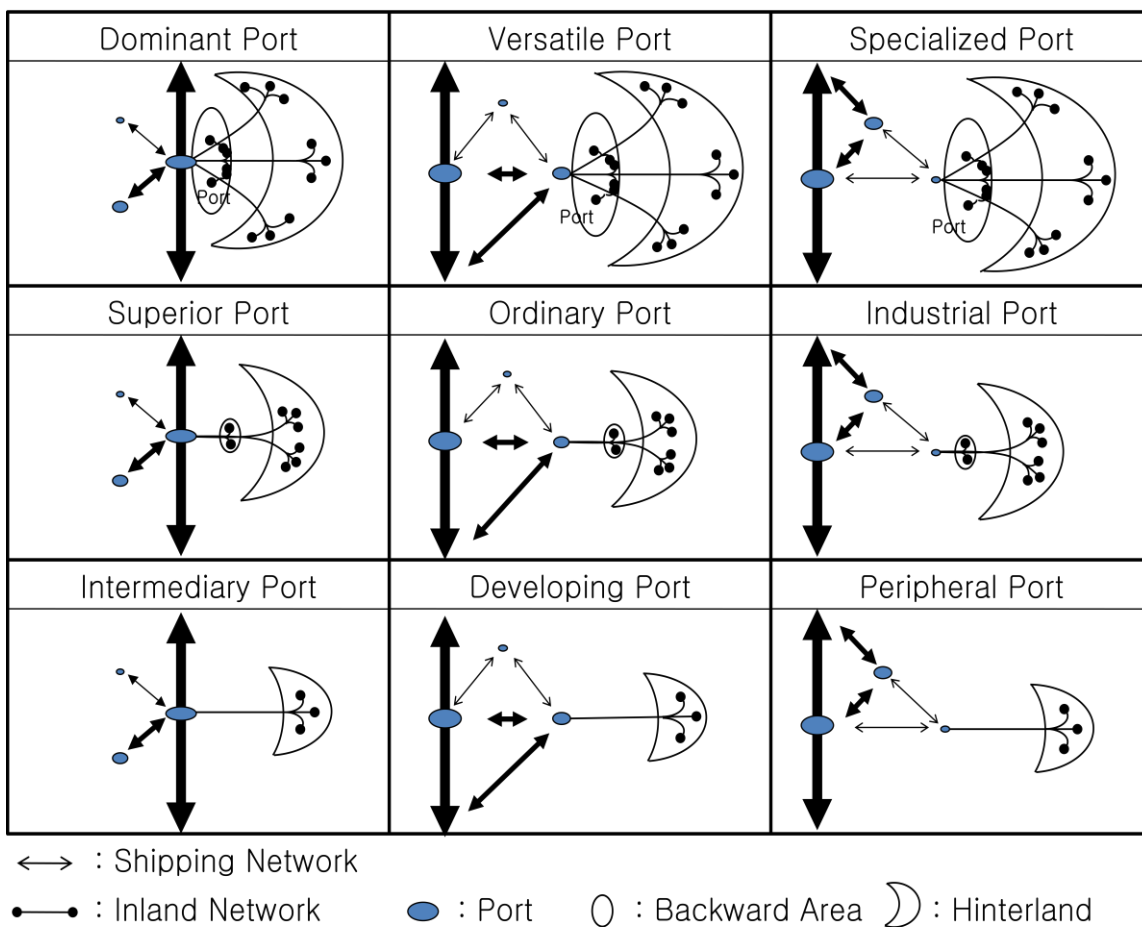 Dominant Port
Versatile Port
Specialized Port
Port
Port
Port
Superior Port
Ordinary Port
Industrial Port
Intermediary Port
Developing Port
Peripheral Port
: Shipping Network
: Inland Network
: Port
: Backward Area
: Hinterland